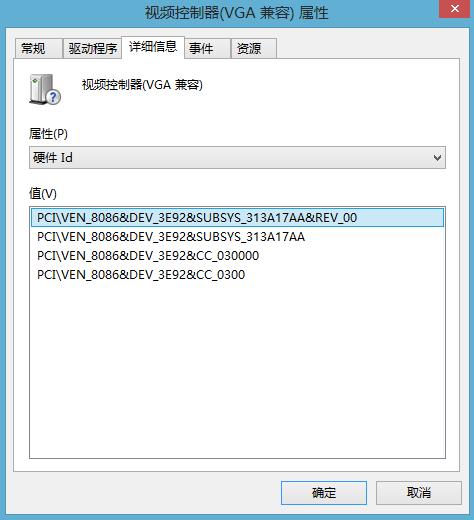 视频控制器(VGA 兼容) 属性
常规 驱动程序 详细信息 事件 资源
视频控制器(VGA 兼容)
属性(P)
硬件 Id
值(V)
PCI\VEN_8086&DEV_3E92&SUBSYS_313A17AA&REV_00
PCI\VEN_8086&DEV_3E92&SUBSYS_313A17AA
PCI\VEN_8086&DEV_3E92&CC_030000
PCI\VEN_8086&DEV_3E92&CC_0300
确定 取消